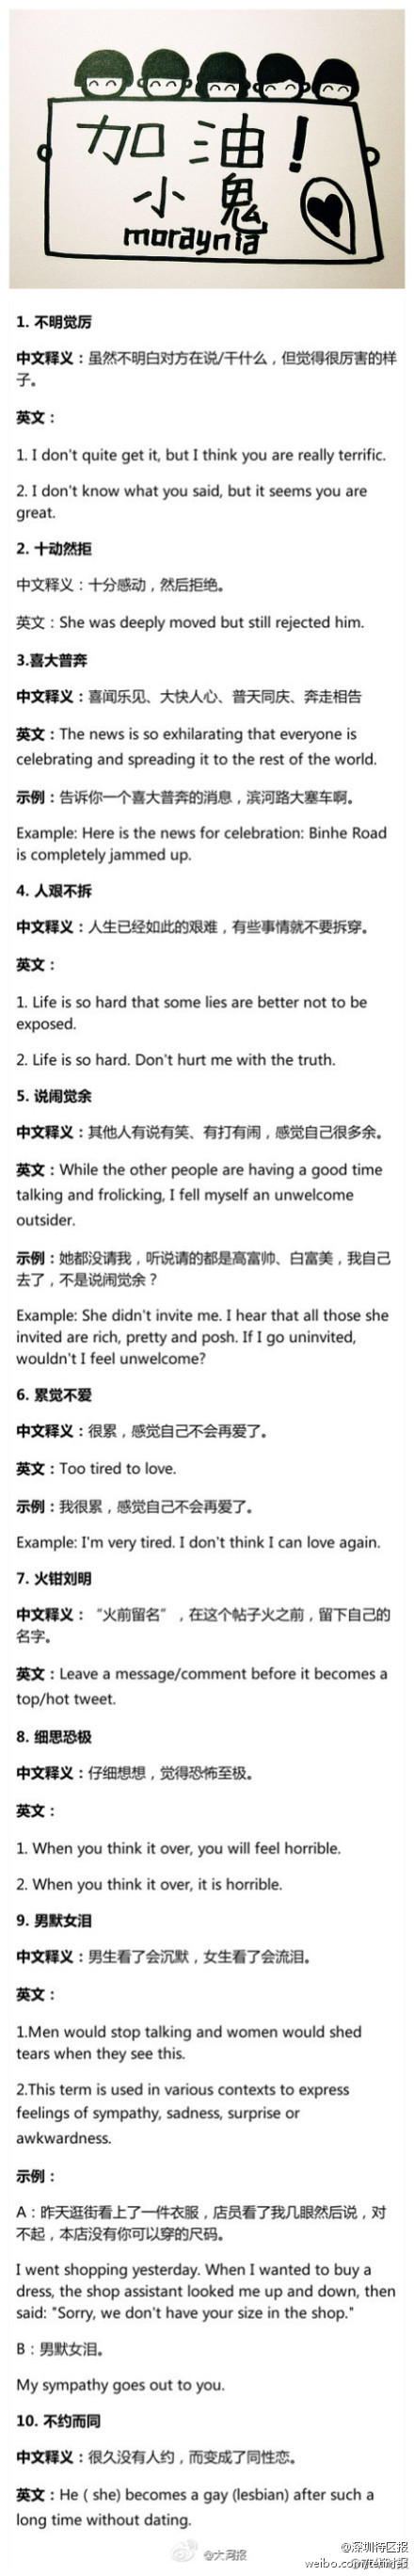 加油!
小鬼
moraynia
1. 不明觉厉
中文释义：虽然不明白对方在说/干什么，但觉得很厉害的样
子。
英文：
1. I don't quite get it, but I think you are really terrific.
2. I don't know what you said, but it seems you are
great.
2. 十动然拒
中文释义：十分感动，然后拒绝。
英文：She was deeply moved but still rejected him.
3.喜大普奔
中文释义：喜闻乐见、大快人心、普天同庆、奔走相告
英文：The news is so exhilarating that everyone is
celebrating and spreading it to the rest of the world.
示例：告诉你一个喜大普奔的消息，滨河路大塞车啊。
Example: Here is the news for celebration: Binhe Road
is completely jammed up.
4. 人艰不拆
中文释义：人生已经如此的艰难，有些事情就不要拆穿。
英文：
1. Life is so hard that some lies are better not to be
exposed.
2. Life is so hard. Don't hurt me with the truth.
5. 说闹觉余
中文释义：其他人有说有笑、有打有闹，感觉自己很多余。
英文：While the other people are having a good time
talking and frolicking, I fell myself an unwelcome
outsider.
示例：她都没请我，听说请的都是高富帅、白富美，我自己
去了，不是说闹觉余？
Example: She didn't invite me. I hear that all those she
invited are rich, pretty and posh. If I go uninvited,
wouldn't I feel unwelcome?
6. 累觉不爱
中文释义：很累，感觉自己不会再爱了。
英文：Too tired to love.
示例：我很累，感觉自己不会再爱了。
Example: I'm very tired. I don't think I can love again.
7. 火钳刘明
中文释义：“火前留名”，在这个帖子火之前，留下自己的
名字。
英文：Leave a message/comment before it becomes a
top/hot tweet.
8. 细思恐极
中文释义：仔细想想，觉得恐怖至极。
英文：
1. When you think it over, you will feel horrible.
2. When you think it over, it is horrible.
9. 男默女泪
中文释义：男生看了会沉默，女生看了会流泪。
英文：
1.Men would stop talking and women would shed
tears when they see this.
2.This term is used in various contexts to express
feelings of sympathy, sadness, surprise or
awkwardness.
示例：
A：昨天逛街看上了一件衣服，店员看了我几眼然后说，对
不起，本店没有你可以穿的尺码。
I went shopping yesterday. When I wanted to buy a
dress, the shop assistant looked me up and down, then
said: "Sorry, we don't have your size in the shop."
B：男默女泪。
My sympathy goes out to you.
10. 不约而同
中文释义：很久没有人约，而变成了同性恋。
英文：He ( she) becomes a gay (lesbian) after such a
long time without dating.
@大河报
@深圳特区报
weibo.com/